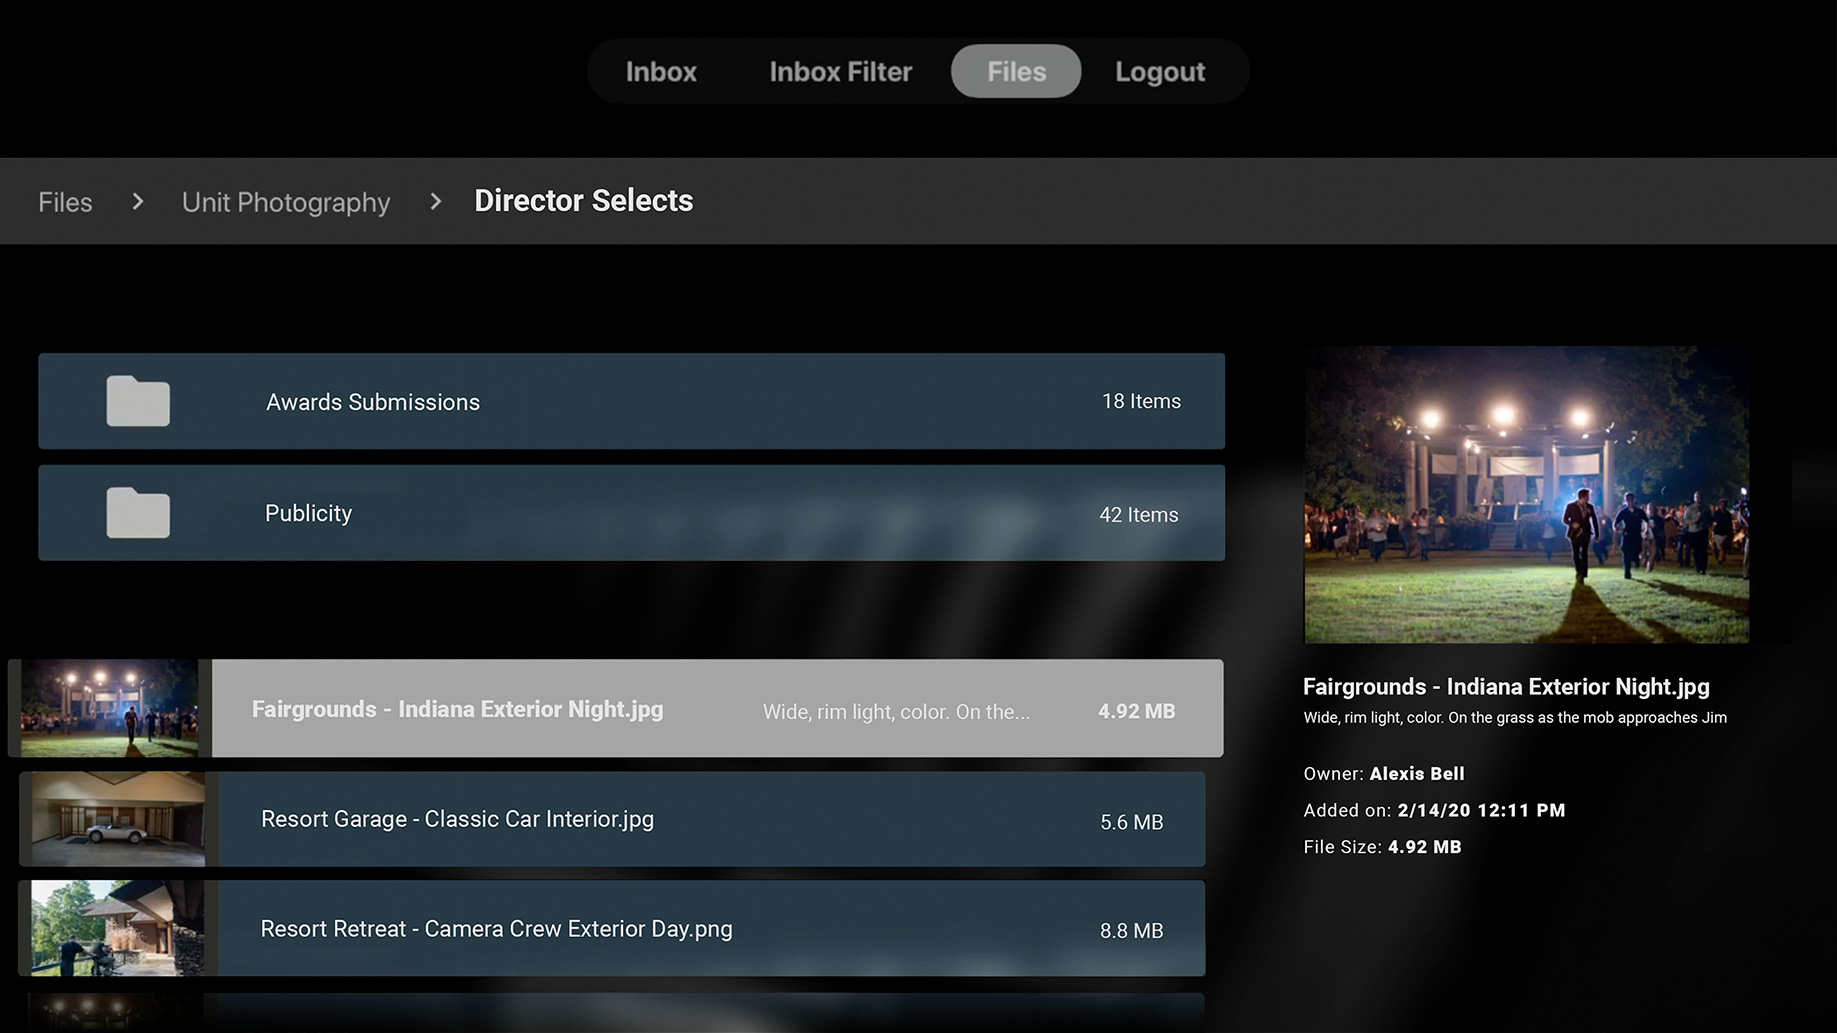 Inbox Inbox Filter Files Logout
Files > Unit Photography > Director Selects
Awards Submissions 18 Items
Publicity 42 Items
Fairgrounds - Indiana Exterior Night.jpg Wide, rim light, color. On the... 4.92 MB
Resort Garage - Classic Car Interior.jpg 5.6 MB
Resort Retreat - Camera Crew Exterior Day.png 8.8 MB
Fairgrounds - Indiana Exterior Night.jpg
Wide, rim light, color. On the grass as the mob approaches Jim
Owner: Alexis Bell
Added on: 2/14/20 12:11 PM
File Size: 4.92 MB